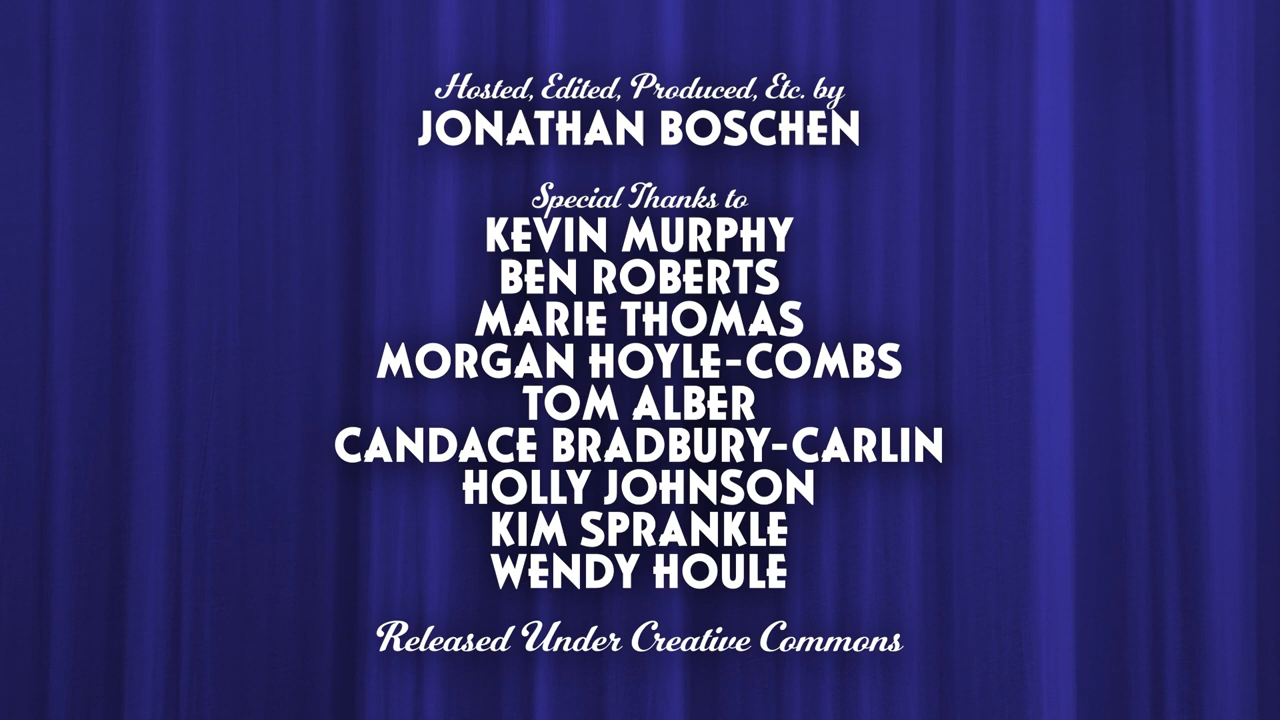 Hosted, Edited, Produced, Etc. by
JONATHAN BOSCHEN
Special Thanks to
KEVIN MURPHY
BEN ROBERTS
MARIE THOMAS
MORGAN HOYLE-COMBS
TOM ALBER
CANDACE BRADBURY-CARLIN
HOLLY JOHNSON
KIM SPRANKLE
WENDY HOULE
Released Under Creative Commons